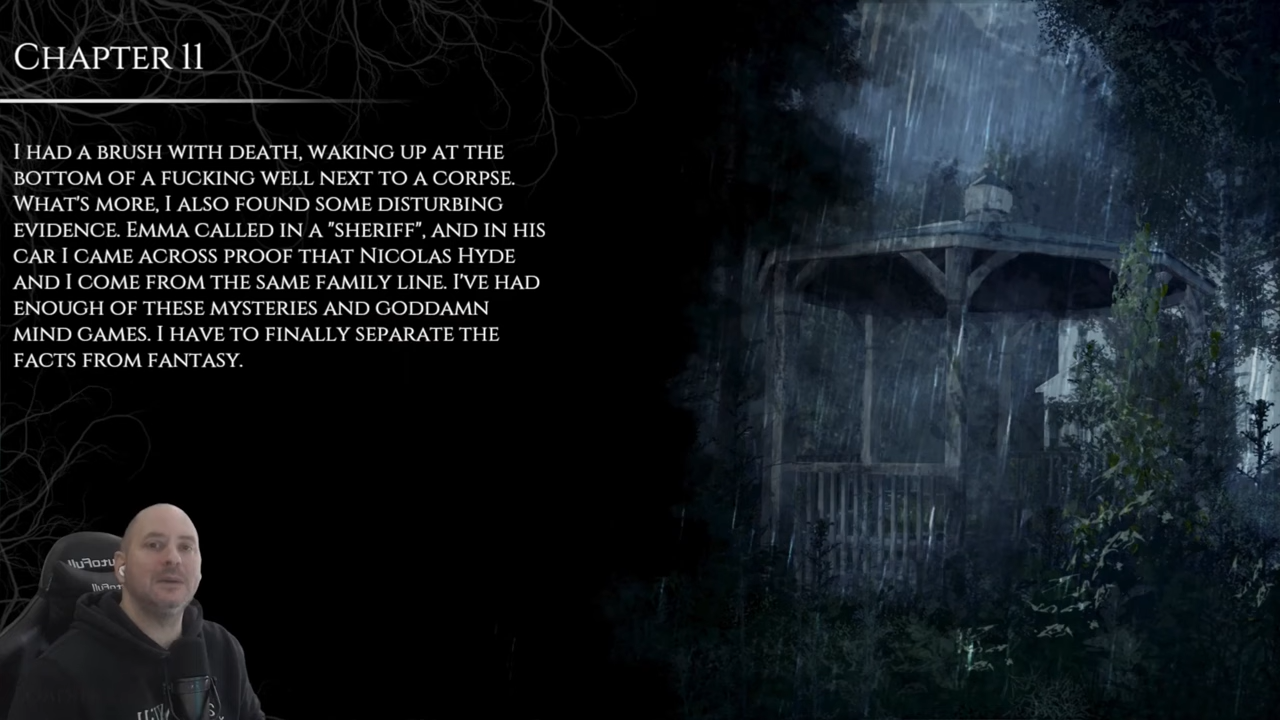 Chapter 11
I had a brush with death, waking up at the
bottom of a fucking well next to a corpse.
What's more, I also found some disturbing
evidence. Emma called in a "sheriff", and in his
car I came across proof that Nicolas Hyde
and I come from the same family line. I've had
enough of these mysteries and goddamn
mind games. I have to finally separate the
facts from fantasy.